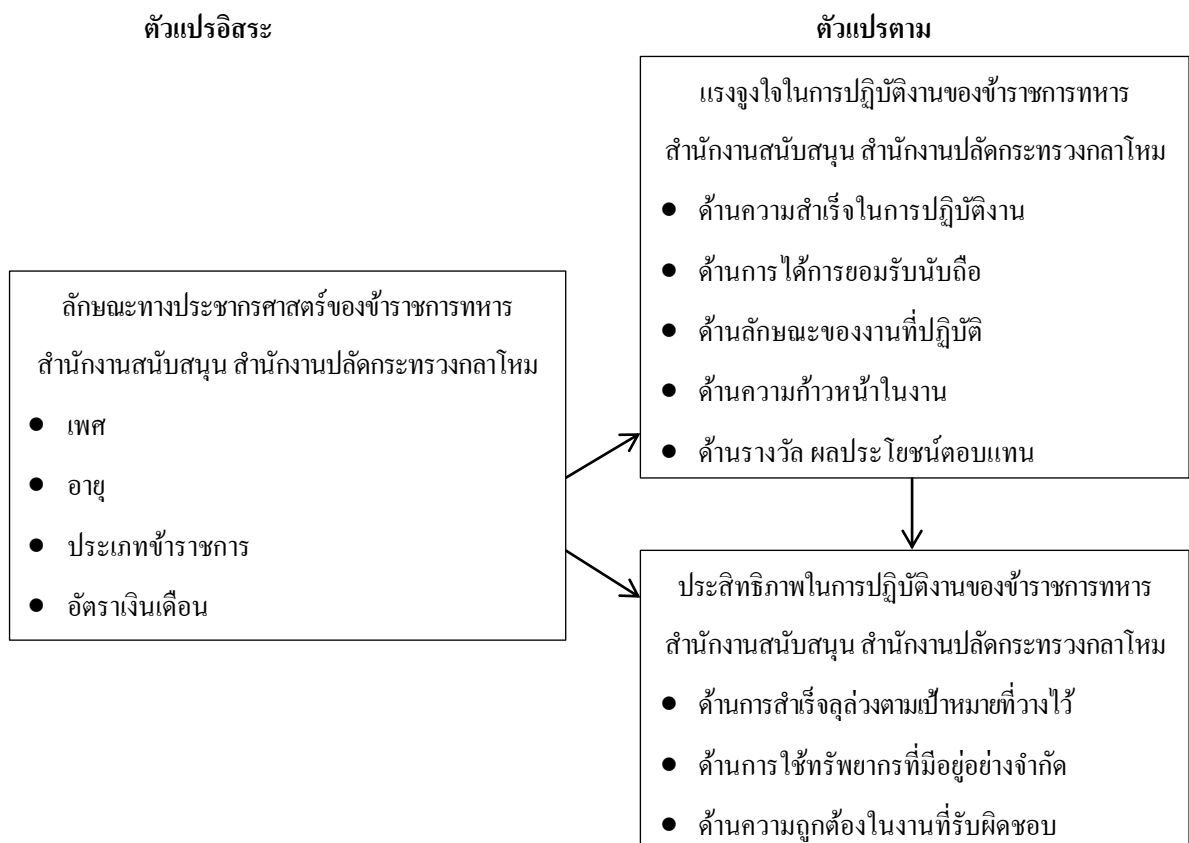 ตัวแปรอิสระ
ตัวแปรตาม
ลักษณะทางประชากรศาสตร์ของข้าราชการทหาร
สำนักงานสนับสนุน สำนักงานปลัดกระทรวงกลาโหม
● เพศ
● อายุ
● ประเภทข้าราชการ
● อัตราเงินเดือน
แรงจูงใจในการปฏิบัติงานของข้าราชการทหาร
สำนักงานสนับสนุน สำนักงานปลัดกระทรวงกลาโหม
● ด้านความสำเร็จในการปฏิบัติงาน
● ด้านการได้การยอมรับนับถือ
● ด้านลักษณะของงานที่ปฏิบัติ
● ด้านความก้าวหน้าในงาน
● ด้านรางวัล ผลประโยชน์ตอบแทน
ประสิทธิภาพในการปฏิบัติงานของข้าราชการทหาร
สำนักงานสนับสนุน สำนักงานปลัดกระทรวงกลาโหม
● ด้านการสำเร็จลุล่วงตามเป้าหมายที่วางไว้
● ด้านการใช้ทรัพยากรที่มีอยู่อย่างจำกัด
● ด้านความถูกต้องในงานที่รับผิดชอบ